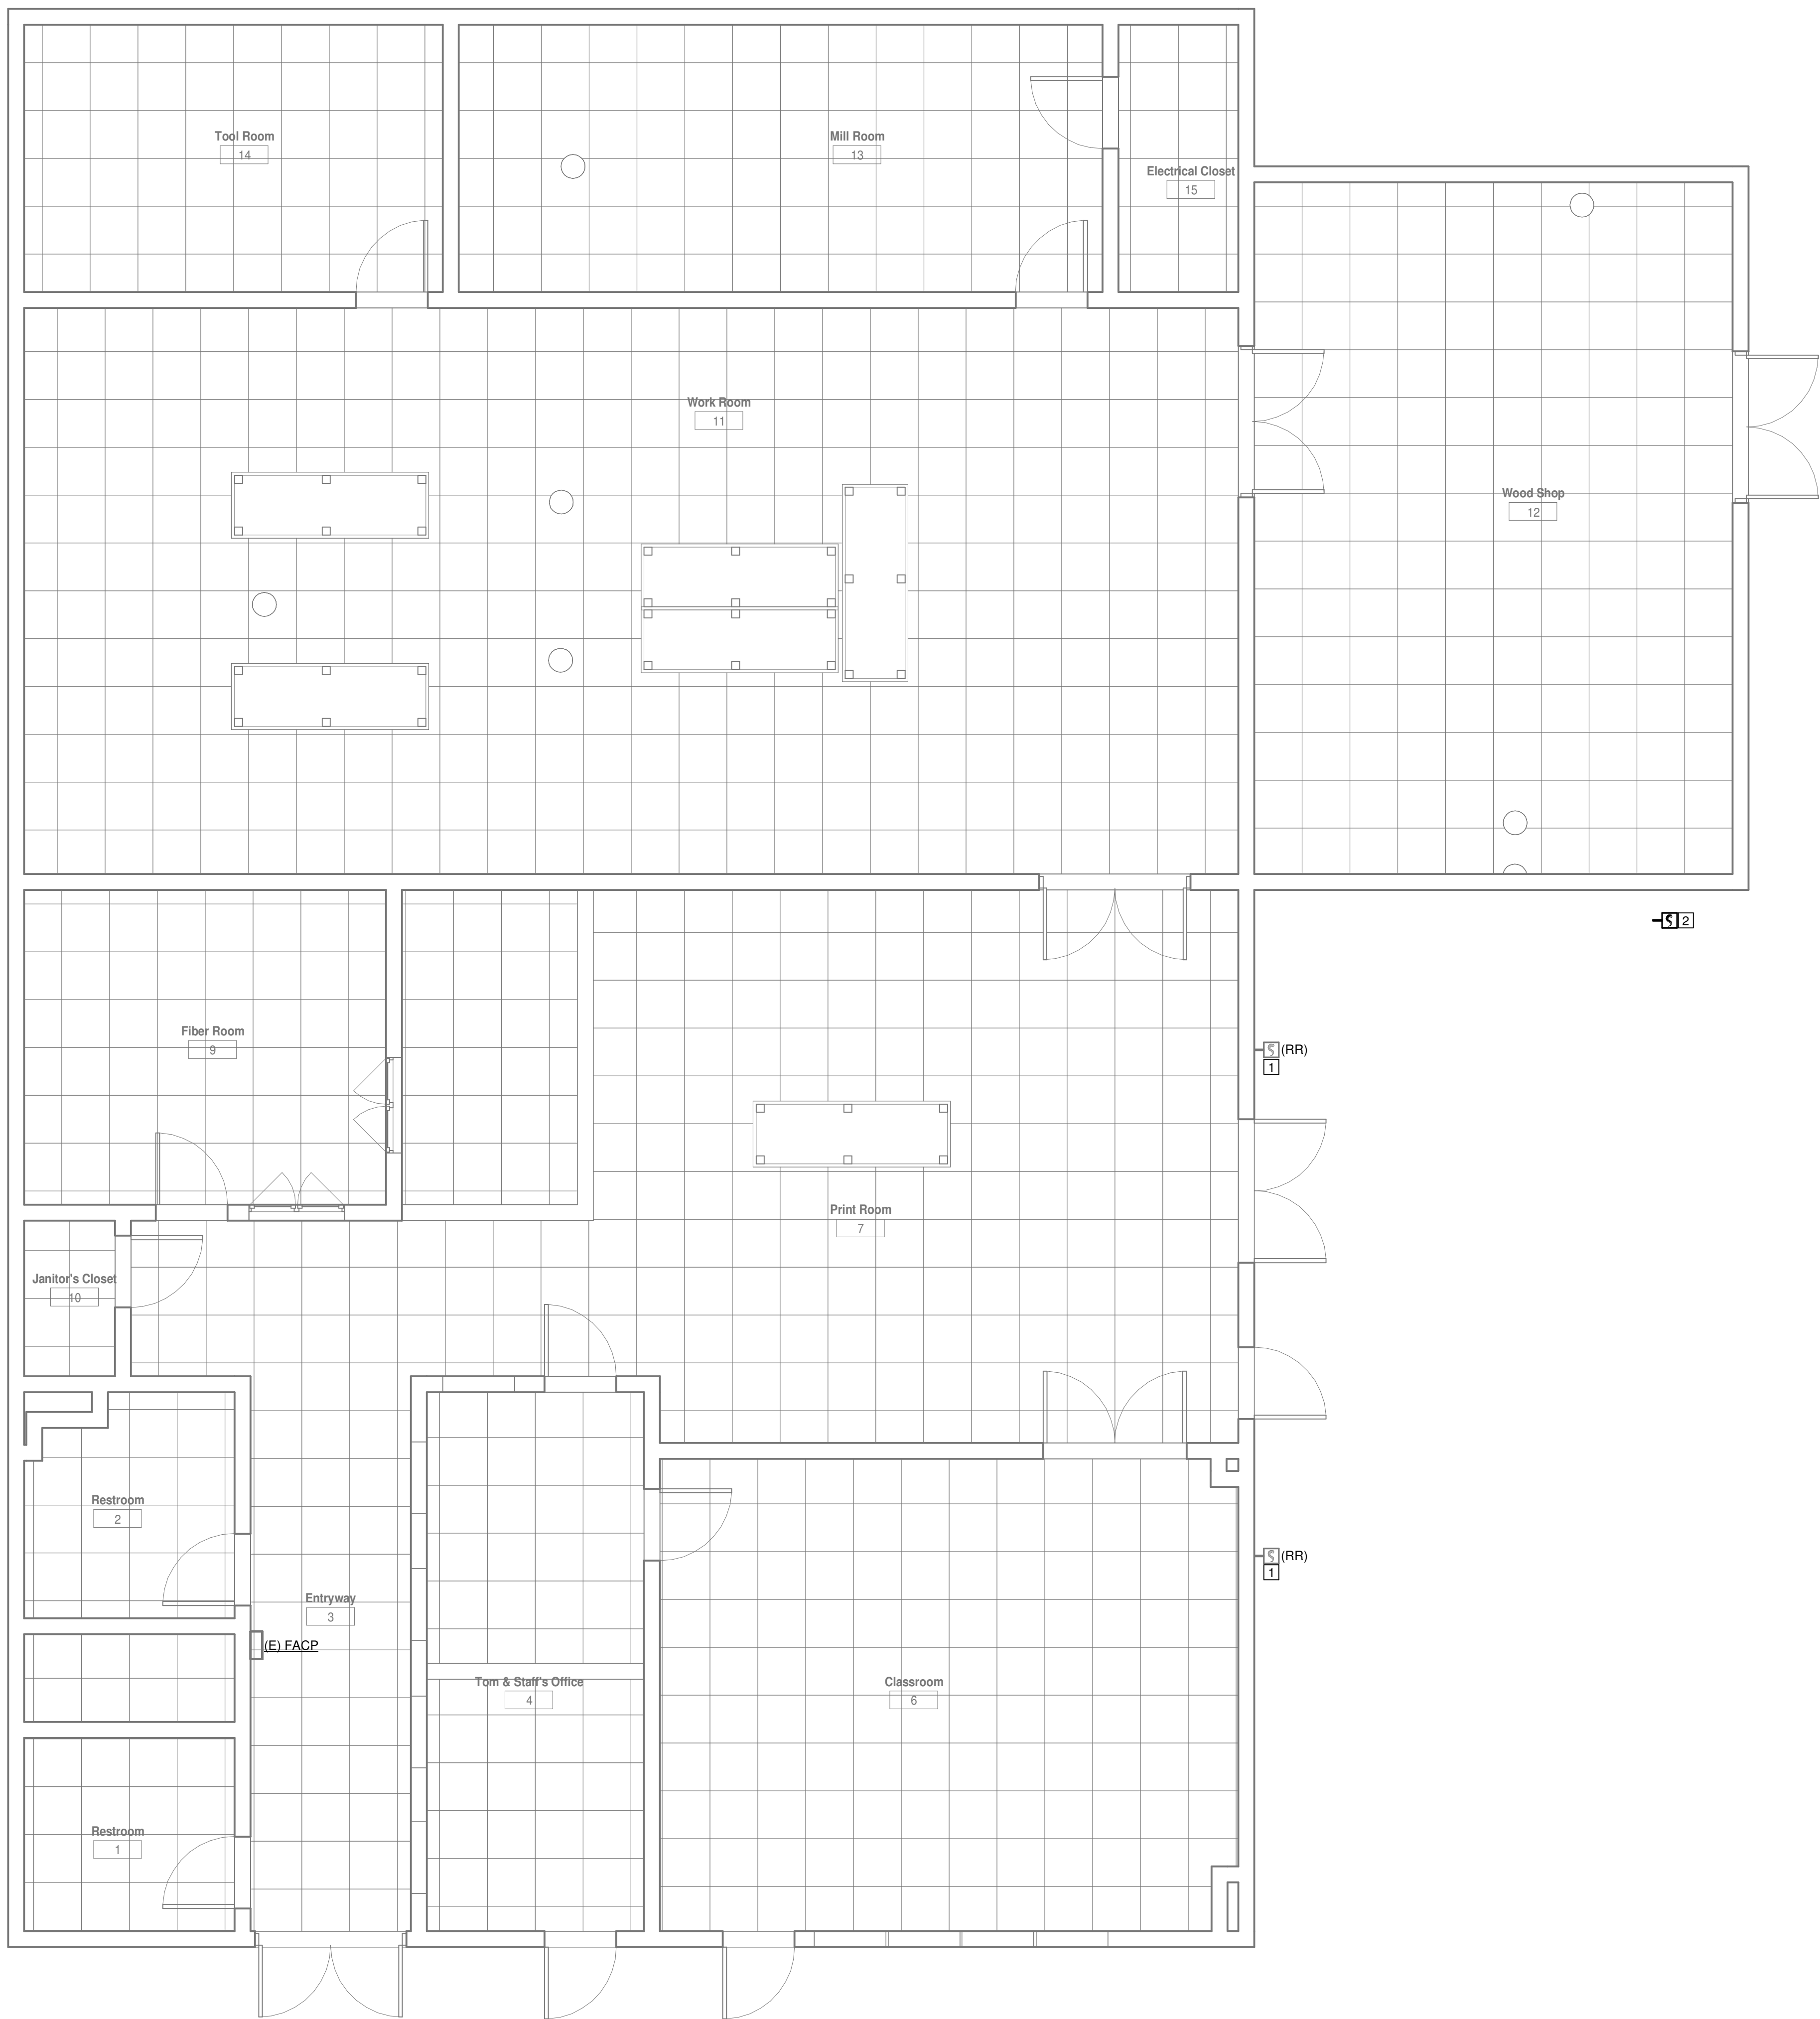 Tool Room
14
Mill Room
13
Electrical Closet
15
Work Room
11
Wood Shop
12
2
Fiber Room
9
(RR)
1
Print Room
7
Janitor's Closet
10
Restroom
2
(RR)
1
Entryway
3
(E) FACP
Tom & Staff's Office
4
Classroom
6
Restroom
1